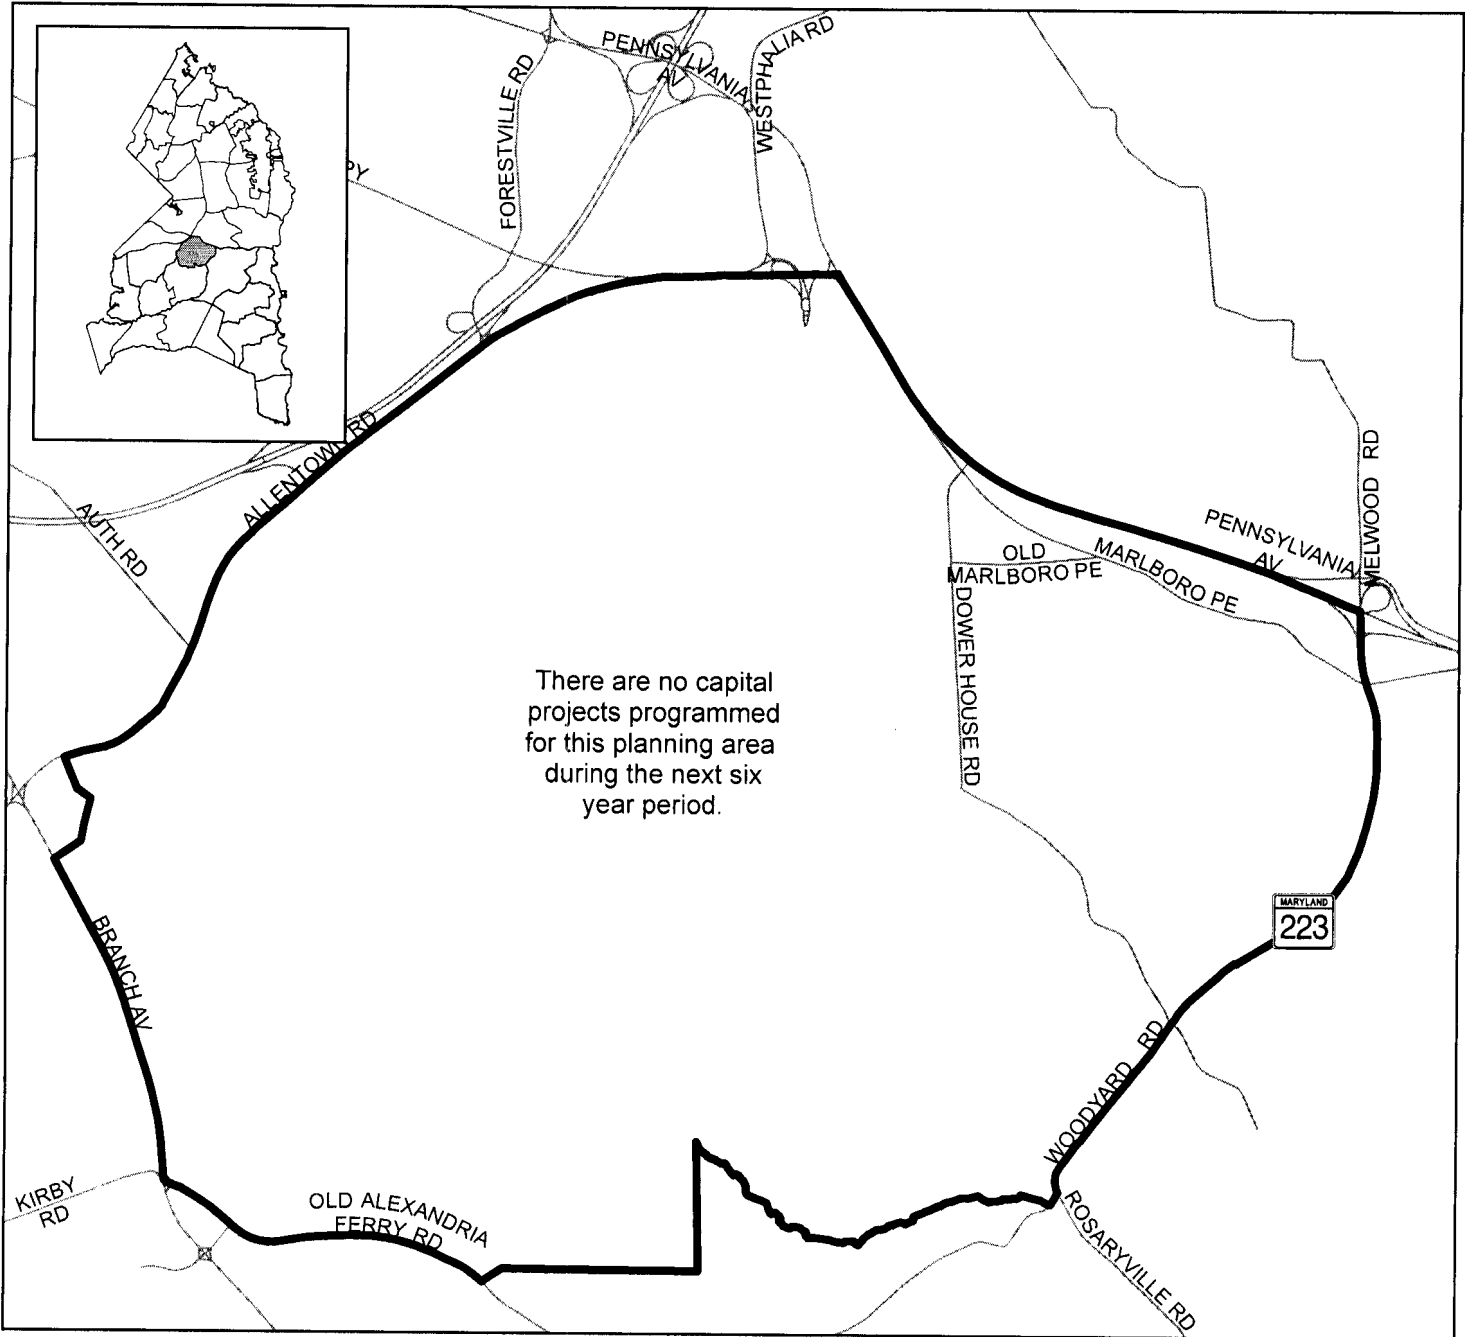 PENNSYLVANIA
AV
WESTPHALIA RD
FORESTVILLE RD
ALLENTOWN RD
AUTH RD
MELWOOD RD
PENNSYLVANIA
AV
OLD
MARLBORO PE
MARLBORO PE
DOWER HOUSE RD
There are no capital
projects programmed
for this planning area
during the next six
year period.
MARYLAND
223
BRANCH AV
WOODYARD RD
KIRBY
RD
OLD ALEXANDRIA
FERRY RD
ROSARYVILLE RD